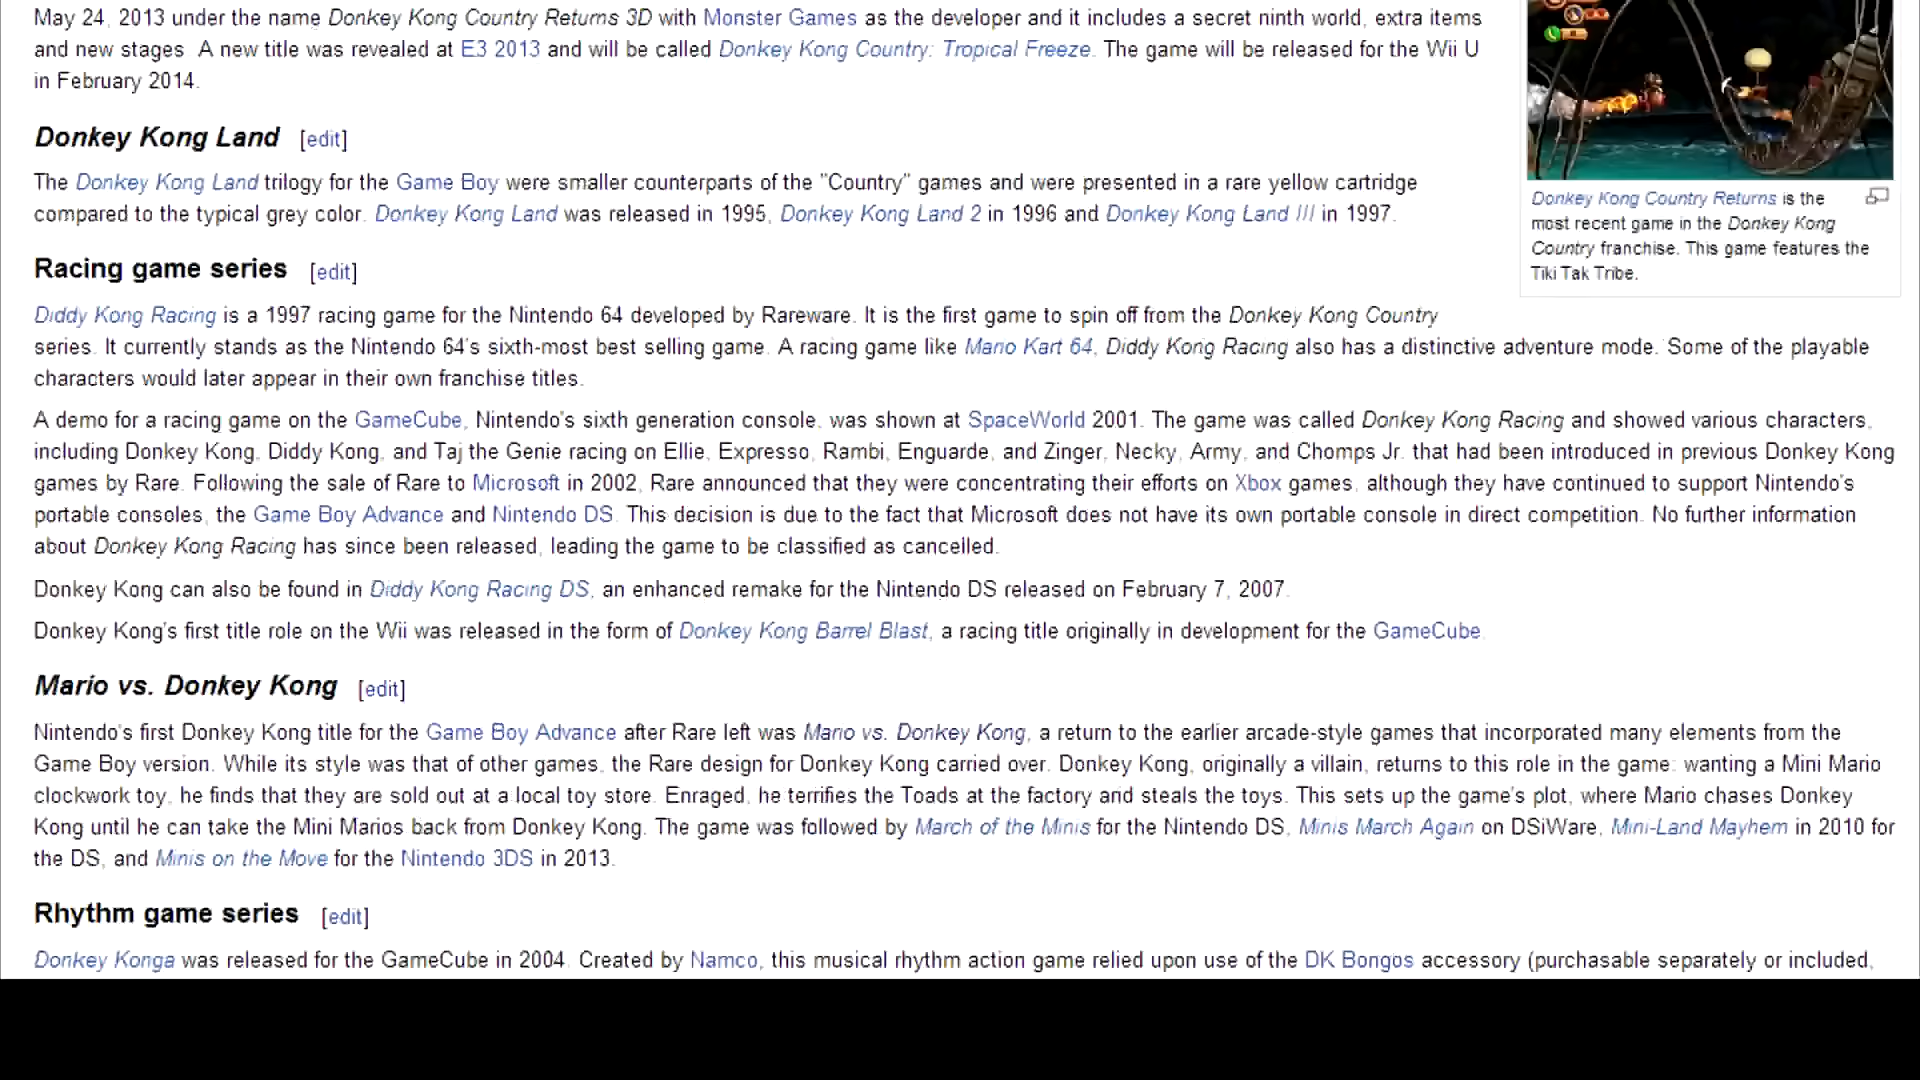 May 24, 2013 under the name Donkey Kong Country Returns 3D with Monster Games as the developer and it includes a secret ninth world, extra items
and new stages. A new title was revealed at E3 2013 and will be called Donkey Kong Country: Tropical Freeze. The game will be released for the Wii U
in February 2014.
Donkey Kong Land [edit]
The Donkey Kong Land trilogy for the Game Boy were smaller counterparts of the "Country" games and were presented in a rare yellow cartridge
compared to the typical grey color. Donkey Kong Land was released in 1995, Donkey Kong Land 2 in 1996 and Donkey Kong Land III in 1997.
Donkey Kong Country Returns is the
most recent game in the Donkey Kong
Country franchise. This game features the
Tiki Tak Tribe.
Racing game series [edit]
Diddy Kong Racing is a 1997 racing game for the Nintendo 64 developed by Rareware. It is the first game to spin off from the Donkey Kong Country
series. It currently stands as the Nintendo 64's sixth-most best selling game. A racing game like Mario Kart 64, Diddy Kong Racing also has a distinctive adventure mode. Some of the playable
characters would later appear in their own franchise titles.
A demo for a racing game on the GameCube, Nintendo's sixth generation console, was shown at SpaceWorld 2001. The game was called Donkey Kong Racing and showed various characters,
including Donkey Kong, Diddy Kong, and Taj the Genie racing on Ellie, Expresso, Rambi, Enguarde, and Zinger, Necky, Army, and Chomps Jr. that had been introduced in previous Donkey Kong
games by Rare. Following the sale of Rare to Microsoft in 2002, Rare announced that they were concentrating their efforts on Xbox games, although they have continued to support Nintendo's
portable consoles, the Game Boy Advance and Nintendo DS. This decision is due to the fact that Microsoft does not have its own portable console in direct competition. No further information
about Donkey Kong Racing has since been released, leading the game to be classified as cancelled.
Donkey Kong can also be found in Diddy Kong Racing DS, an enhanced remake for the Nintendo DS released on February 7, 2007.
Donkey Kong's first title role on the Wii was released in the form of Donkey Kong Barrel Blast, a racing title originally in development for the GameCube.
Mario vs. Donkey Kong [edit]
Nintendo's first Donkey Kong title for the Game Boy Advance after Rare left was Mario vs. Donkey Kong, a return to the earlier arcade-style games that incorporated many elements from the
Game Boy version. While its style was that of other games, the Rare design for Donkey Kong carried over. Donkey Kong, originally a villain, returns to this role in the game: wanting a Mini Mario
clockwork toy, he finds that they are sold out at a local toy store. Enraged, he terrifies the Toads at the factory and steals the toys. This sets up the game's plot, where Mario chases Donkey
Kong until he can take the Mini Marios back from Donkey Kong. The game was followed by March of the Minis for the Nintendo DS, Minis March Again on DSiWare, Mini-Land Mayhem in 2010 for
the DS, and Minis on the Move for the Nintendo 3DS in 2013.
Rhythm game series [edit]
Donkey Konga was released for the GameCube in 2004. Created by Namco, this musical rhythm action game relied upon use of the DK Bongos accessory (purchasable separately or included,